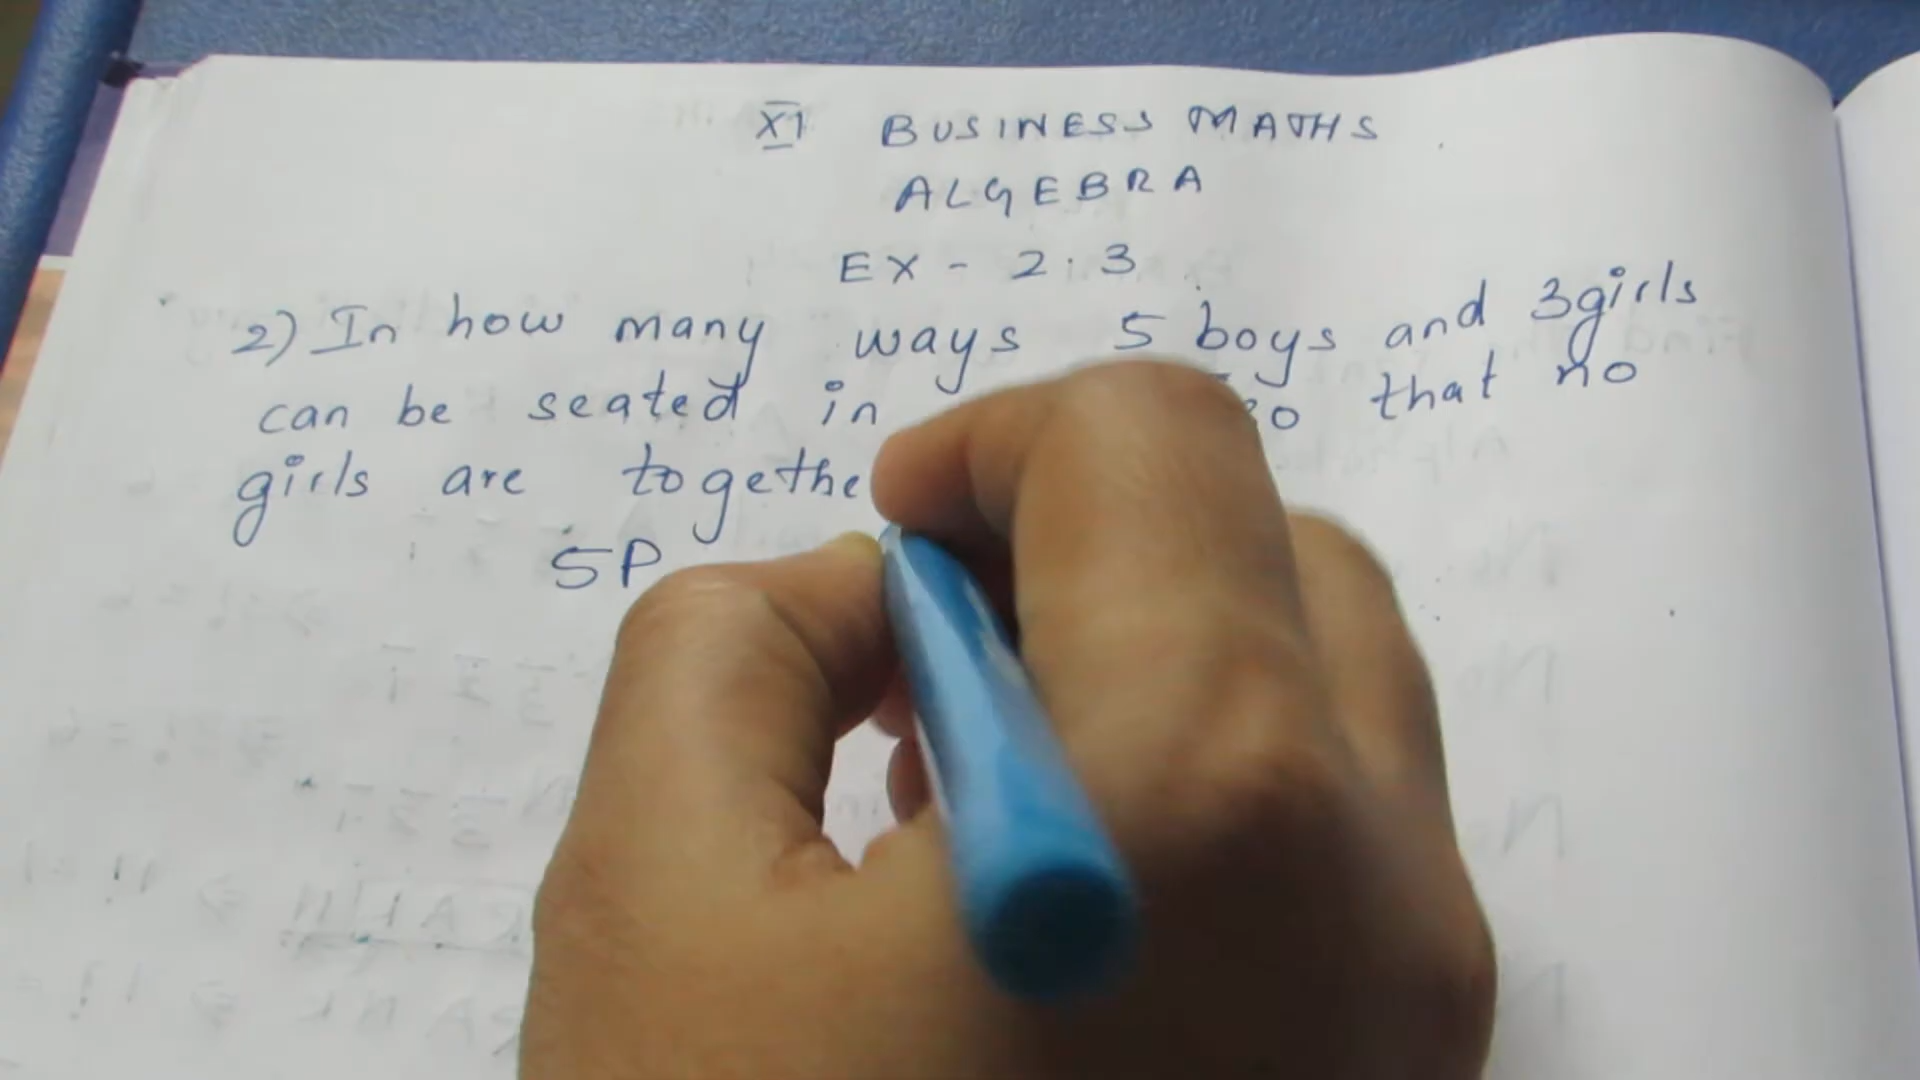 XI BUSINESS MATHS
ALGEBRA
EX - 2.3
2) In how many ways 5 boys and 3 girls
can be seated in so that no
girls are togethe
5P